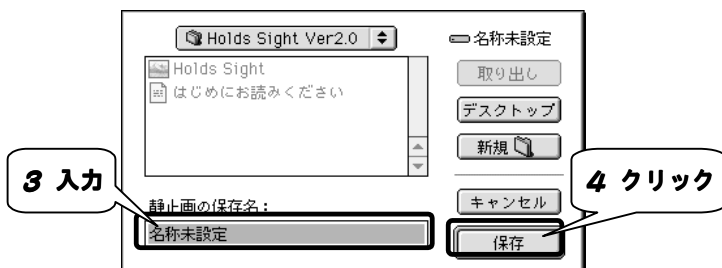 Holds Sight Ver2.0
名称未設定
Holds Sight
はじめにお読みください
取り出し
デスクトップ
新規
3 入力
4 クリック
静止画の保存名：
キャンセル
名称未設定
保存